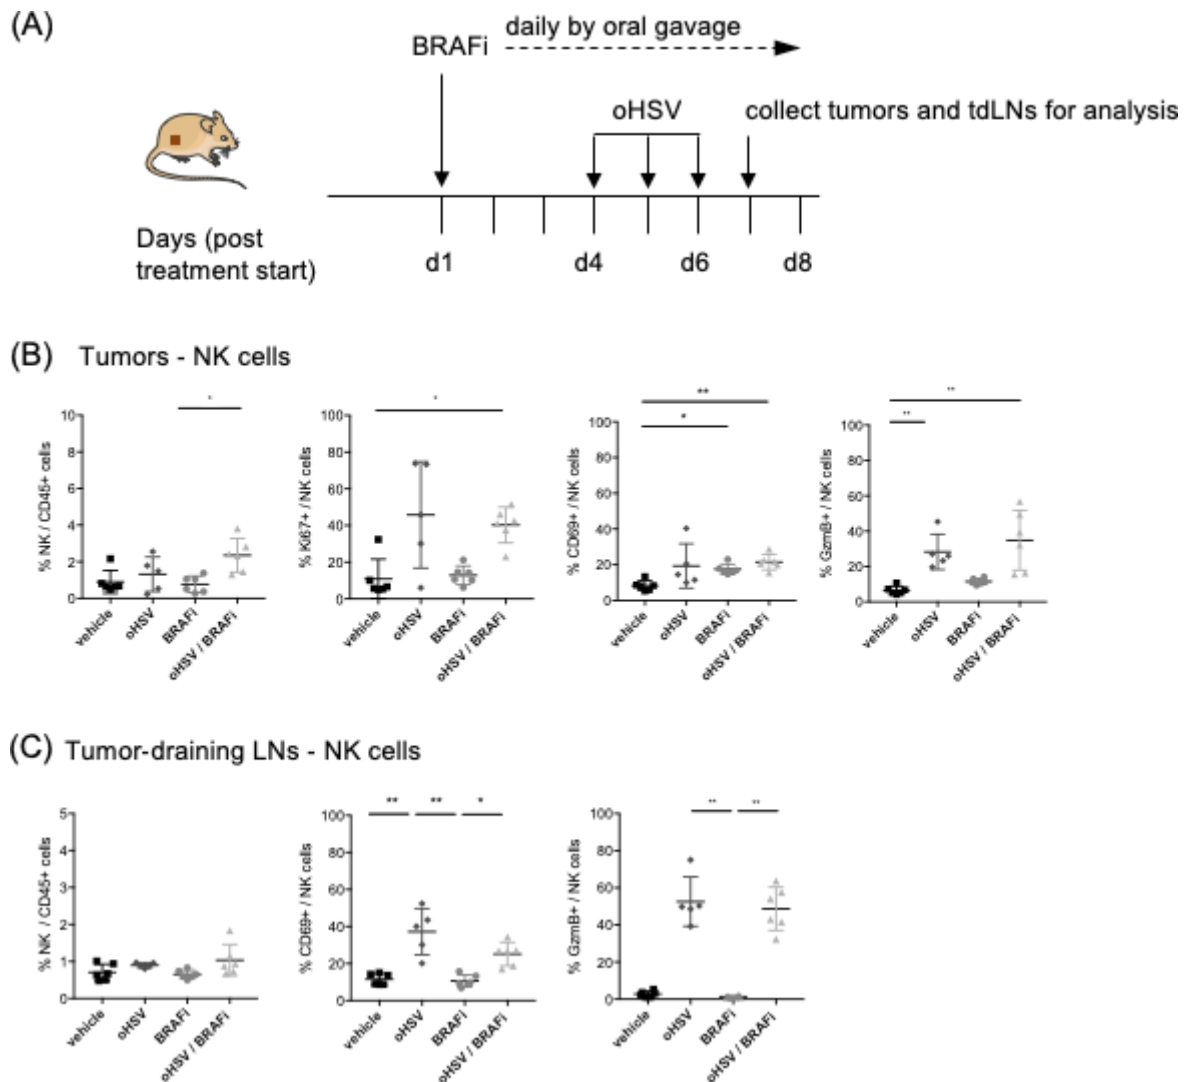 (A)
daily by oral gavage
BRAFi
oHSV
collect tumors and tdLNs for analysis
Days (post
treatment start)
d1
d4
d6
d8
(B) Tumors - NK cells
% NK / CD45+ cells
10
8
6
4
2
0
*
vehicle
oHSV
BRAFi
oHSV / BRAFi
% Ki67+ / NK cells
100
80
60
40
20
0
*
vehicle
oHSV
BRAFi
oHSV / BRAFi
% CD69+ / NK cells
100
80
60
40
20
0
**
*
vehicle
oHSV
BRAFi
oHSV / BRAFi
% GzmB+ / NK cells
100
80
60
40
20
0
**
**
vehicle
oHSV
BRAFi
oHSV / BRAFi
(C) Tumor-draining LNs - NK cells
% NK / CD45+ cells
5
4
3
2
1
0
vehicle
oHSV
BRAFi
oHSV / BRAFi
% CD69+ / NK cells
100
80
60
40
20
0
** ** *
vehicle
oHSV
BRAFi
oHSV / BRAFi
% GzmB+ / NK cells
100
80
60
40
20
0
** **
vehicle
oHSV
BRAFi
oHSV / BRAFi